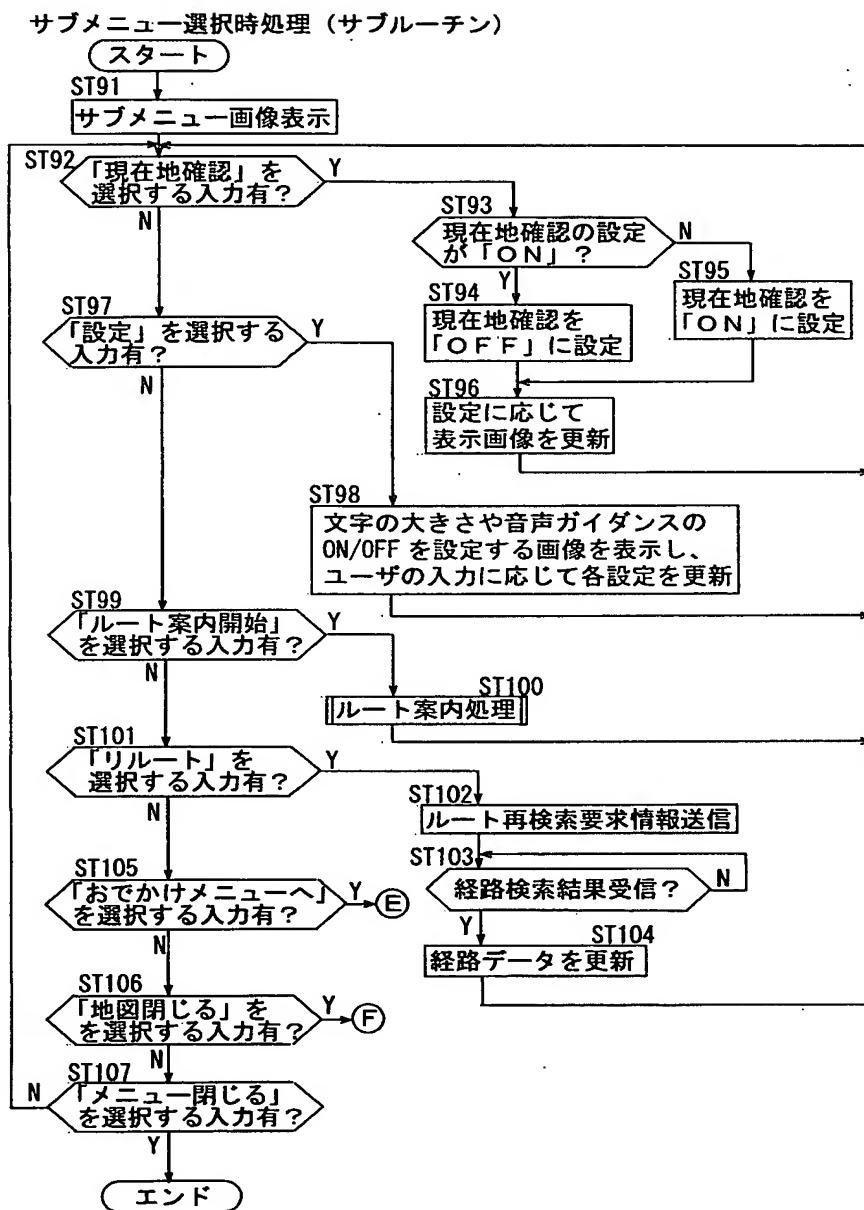 サブメニュー選択時処理（サブルーチン）
スタート
ST91
サブメニュー画像表示
ST92
「現在地確認」を
選択する入力有？
Y
N
ST93
現在地確認の設定
が「ON」？
N
Y
ST94
現在地確認を
「OFF」に設定
ST95
現在地確認を
「ON」に設定
ST96
設定に応じて
表示画像を更新
ST97
「設定」を選択する
入力有？
Y
N
ST98
文字の大きさや音声ガイダンスの
ON/OFFを設定する画像を表示し、
ユーザの入力に応じて各設定を更新
ST99
「ルート案内開始」
を選択する入力有？
Y
N
ST100
ルート案内処理
ST101
「リルート」を
選択する入力有？
Y
N
ST102
ルート再検索要求情報送信
ST103
経路検索結果受信？
N
Y
ST104
経路データを更新
ST105
「おでかけメニューへ」
を選択する入力有？
Y
E
N
ST106
「地図閉じる」を
を選択する入力有？
Y
F
N
ST107
「メニュー閉じる」
を選択する入力有？
N
Y
エンド